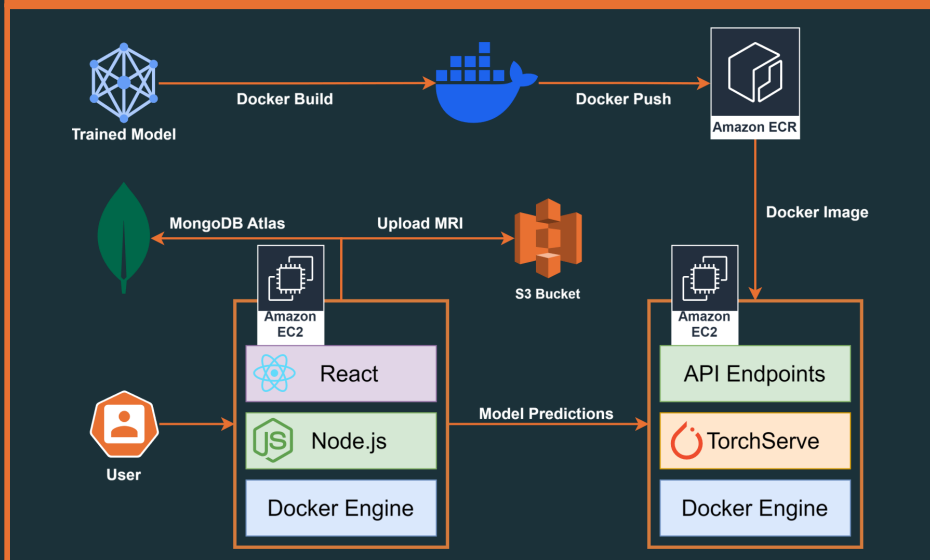 Docker Build
Docker Push
Trained Model
Amazon ECR
MongoDB Atlas
Upload MRI
Docker Image
S3 Bucket
Amazon
EC2
React
JS
Node.js
Docker Engine
User
Model Predictions
Amazon
EC2
API Endpoints
TorchServe
Docker Engine